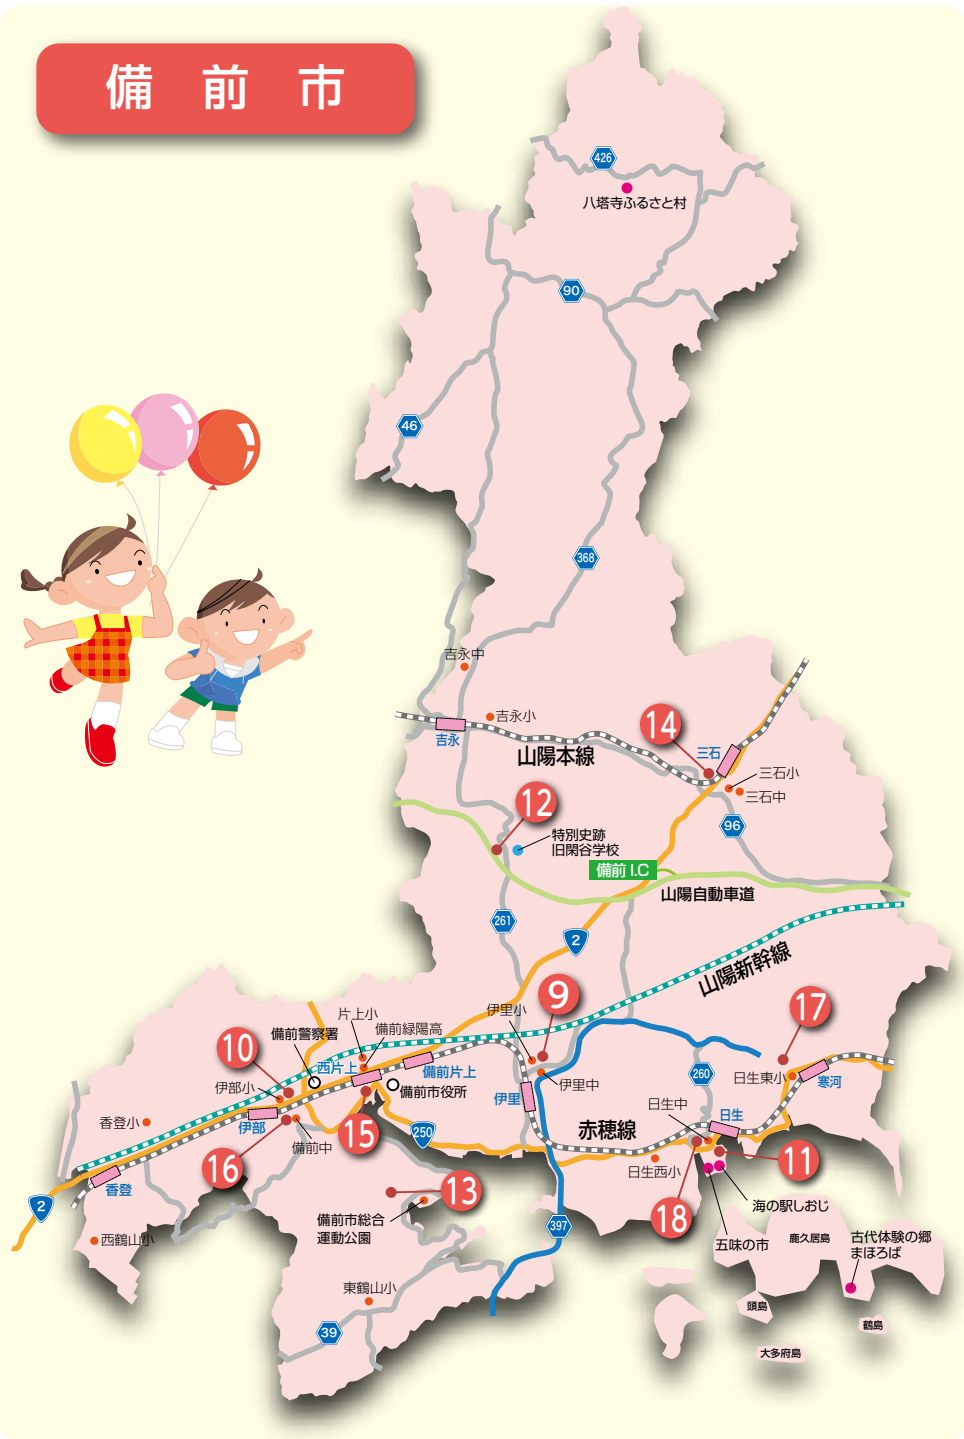 備前市
426
八塔寺ふるさと村
90
46
368
吉永中
吉永小
吉永
山陽本線
14
三石
三石小
三石中
96
12
特別史跡
旧閑谷学校
備前 I.C
山陽自動車道
261
2
山陽新幹線
9
伊里小
17
片上小
備前緑陽高
備前警察署
10
西片上
備前片上
伊部小
備前市役所
伊里中
伊里
260
日生東小
寒河
日生中
日生
香登小
伊部
備前中
15
250
赤穂線
16
香登
13
日生西小
11
2
備前市総合
運動公園
397
18
海の駅しおじ
五味の市
鹿久居島
古代体験の郷
まほろば
西鶴山小
東鶴山小
39
頭島
鶴島
大多府島